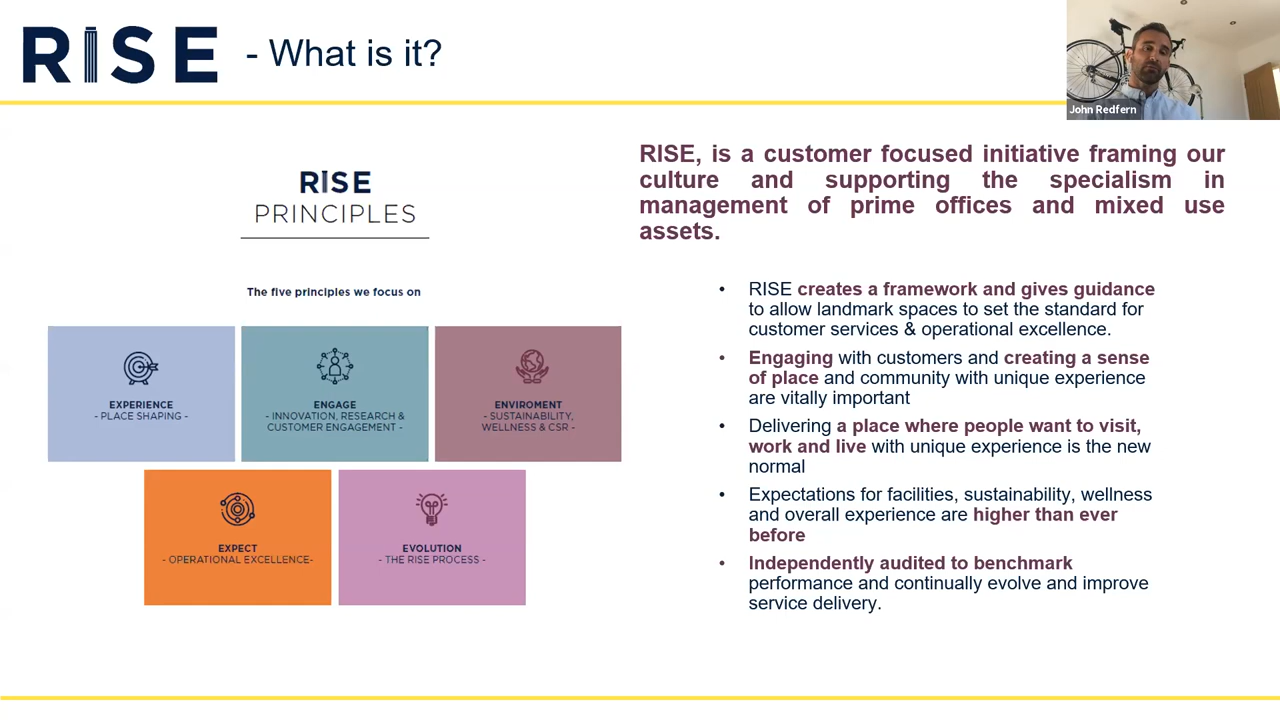 RISE - What is it?
John Redfern
RISE
PRINCIPLES
The five principles we focus on
EXPERIENCE
- PLACE SHAPING -
ENGAGE
- INNOVATION, RESEARCH &
CUSTOMER ENGAGEMENT -
ENVIROMENT
- SUSTAINABILITY,
WELLNESS & CSR -
EXPECT
- OPERATIONAL EXCELLENCE-
EVOLUTION
- THE RISE PROCESS -
RISE, is a customer focused initiative framing our
culture and supporting the specialism in
management of prime offices and mixed use
assets.
• RISE creates a framework and gives guidance
to allow landmark spaces to set the standard for
customer services & operational excellence.
• Engaging with customers and creating a sense
of place and community with unique experience
are vitally important
• Delivering a place where people want to visit,
work and live with unique experience is the new
normal
• Expectations for facilities, sustainability, wellness
and overall experience are higher than ever
before
• Independently audited to benchmark
performance and continually evolve and improve
service delivery.